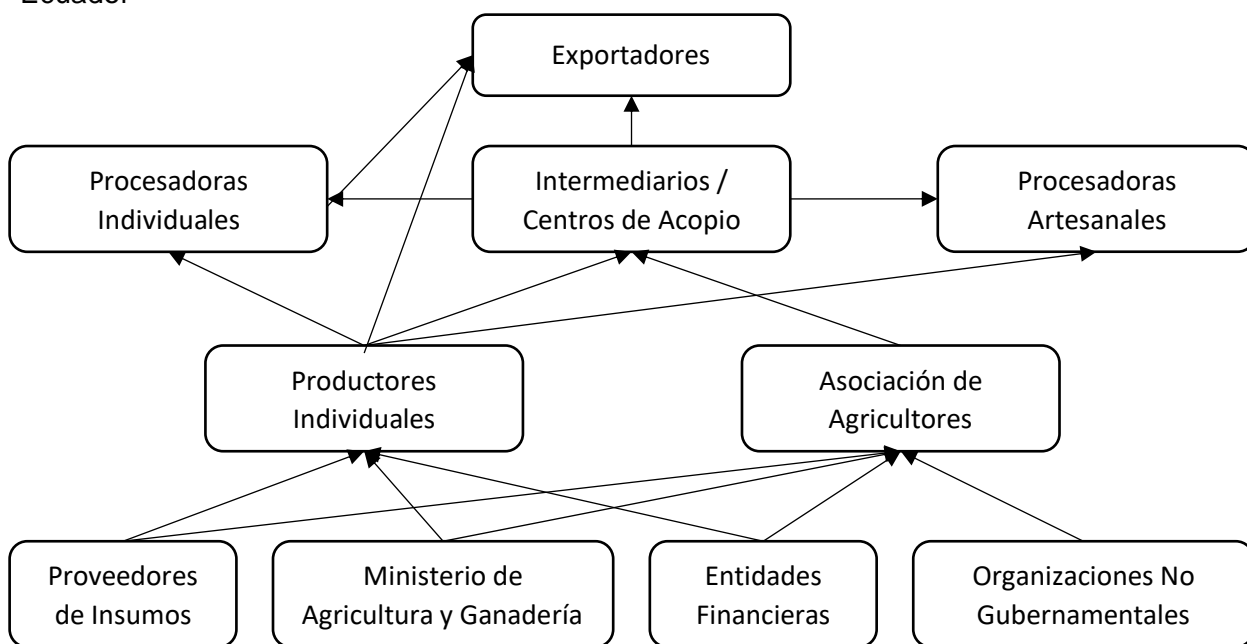 Ecuador
Exportadores
Procesadoras
Individuales
Intermediarios /
Centros de Acopio
Procesadoras
Artesanales
Productores
Individuales
Asociación de
Agricultores
Proveedores
de Insumos
Ministerio de
Agricultura y Ganadería
Entidades
Financieras
Organizaciones No
Gubernamentales